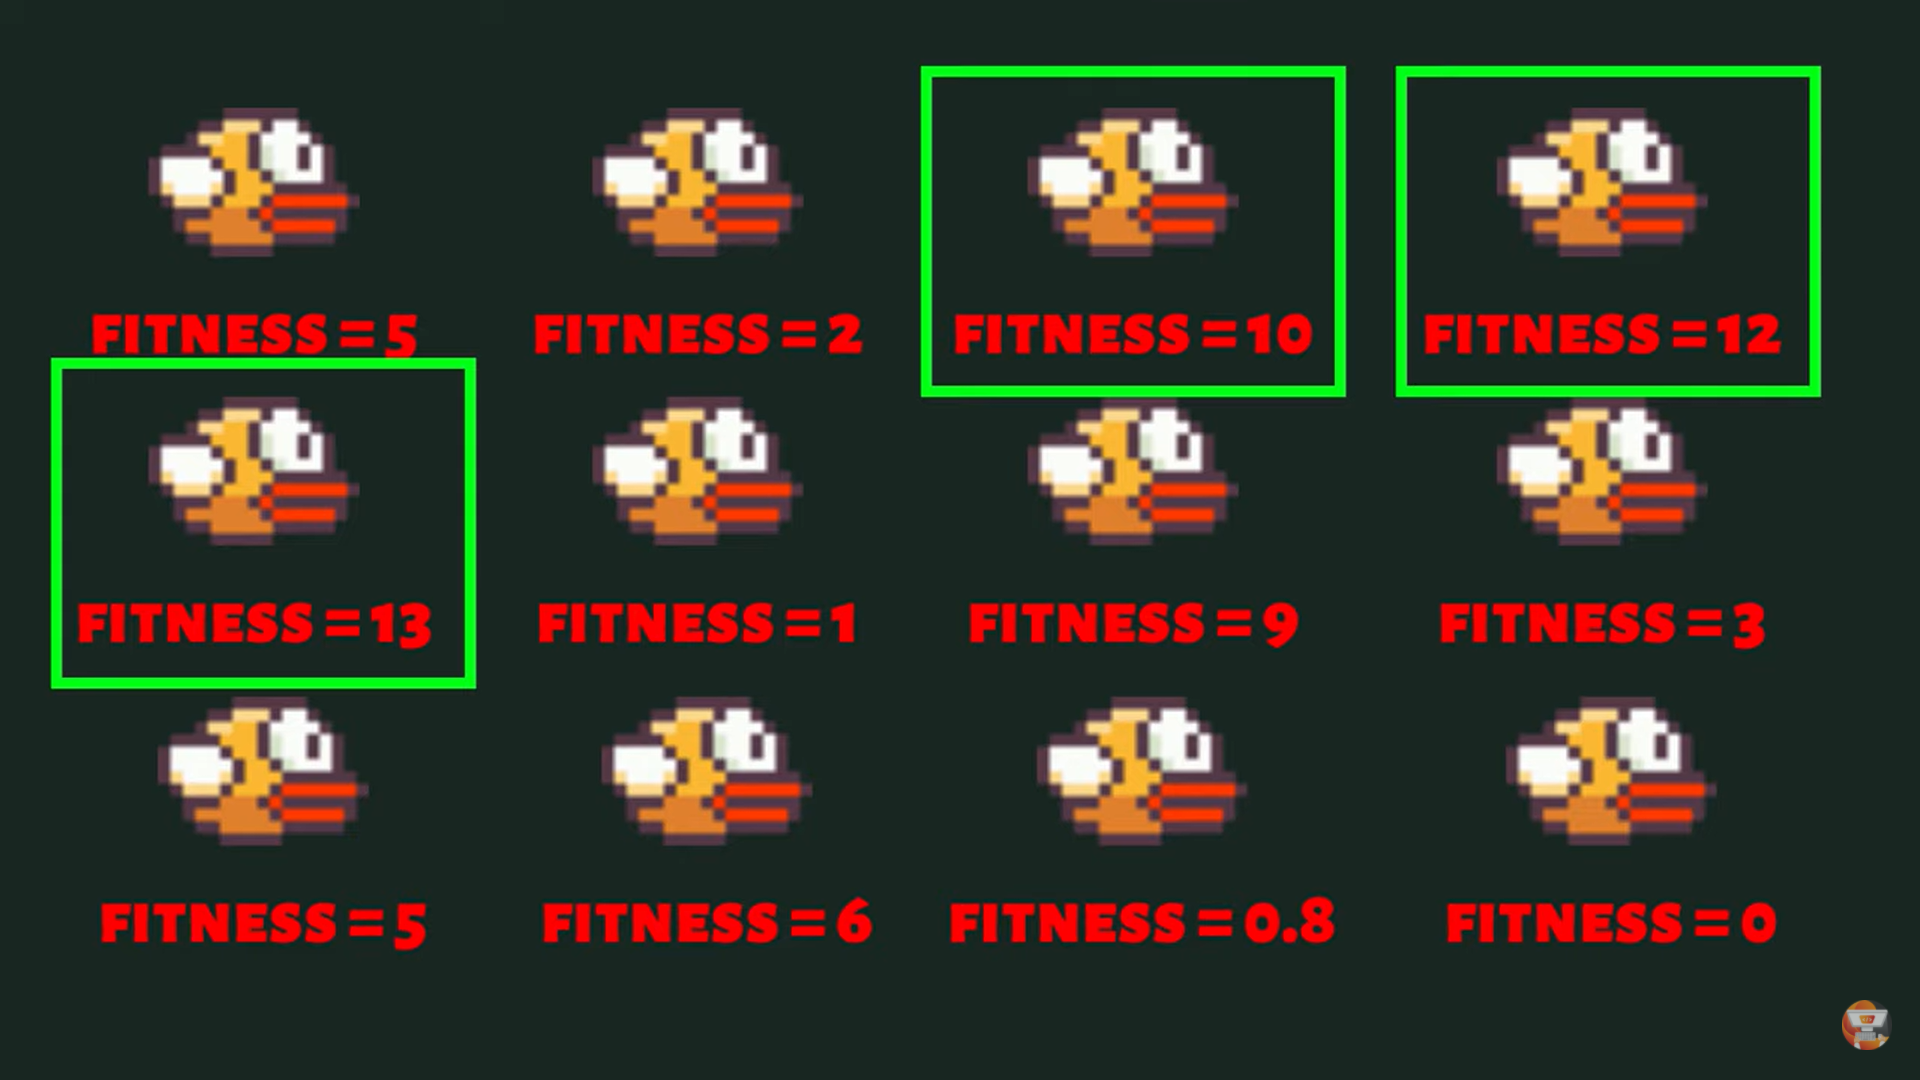 FITNESS = 5
FITNESS = 2
FITNESS = 10
FITNESS = 12
FITNESS = 13
FITNESS = 1
FITNESS = 9
FITNESS = 3
FITNESS = 5
FITNESS = 6
FITNESS = 0.8
FITNESS = 0